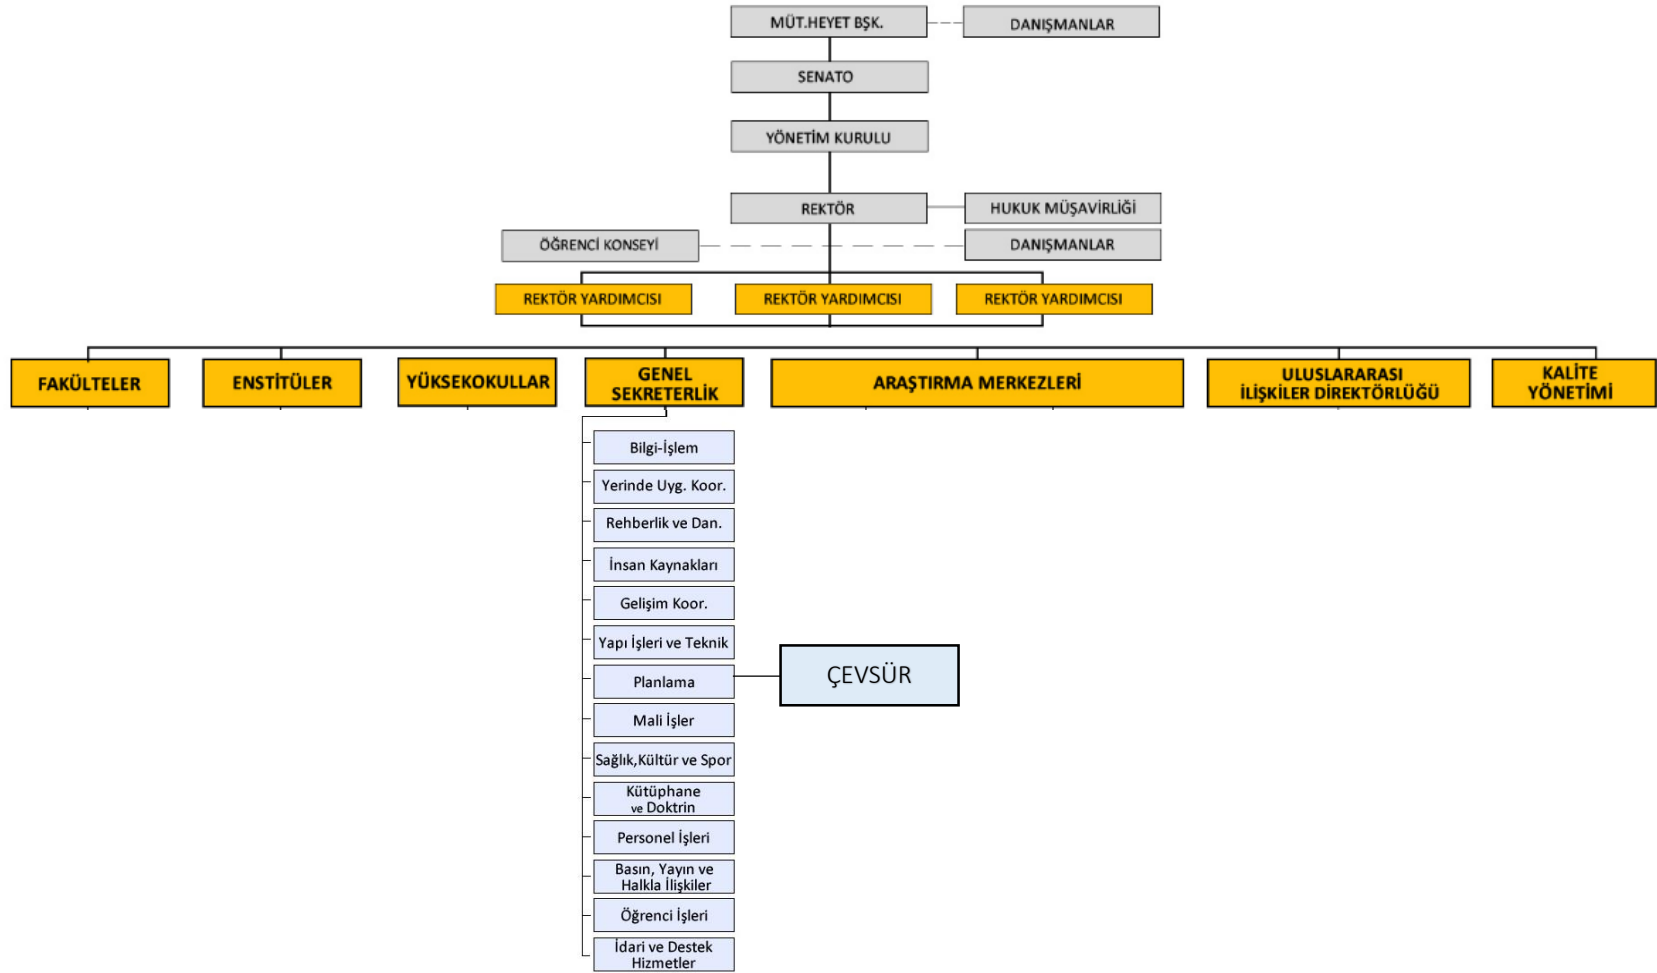 MÜT.HEYET BŞK.
DANIŞMANLAR
SENATO
YÖNETİM KURULU
REKTÖR
HUKUK MÜŞAVİRLİĞİ
ÖĞRENCİ KONSEYİ
DANIŞMANLAR
REKTÖR YARDIMCISI
REKTÖR YARDIMCISI
REKTÖR YARDIMCISI
FAKÜLTELER
ENSTİTÜLER
YÜKSEKOKULLAR
GENEL
SEKRETERLİK
ARAŞTIRMA MERKEZLERİ
ULUSLARARASI
İLİŞKİLER DİREKTÖRLÜĞÜ
KALİTE
YÖNETİMİ
Bilgi-İşlem
Yerinde Uyg. Koor.
Rehberlik ve Dan.
İnsan Kaynakları
Gelişim Koor.
Yapı İşleri ve Teknik
Planlama
ÇEVSÜR
Mali İşler
Sağlık,Kültür ve Spor
Kütüphane
ve Doktrin
Personel İşleri
Basın, Yayın ve
Halkla İlişkiler
Öğrenci İşleri
İdari ve Destek
Hizmetler